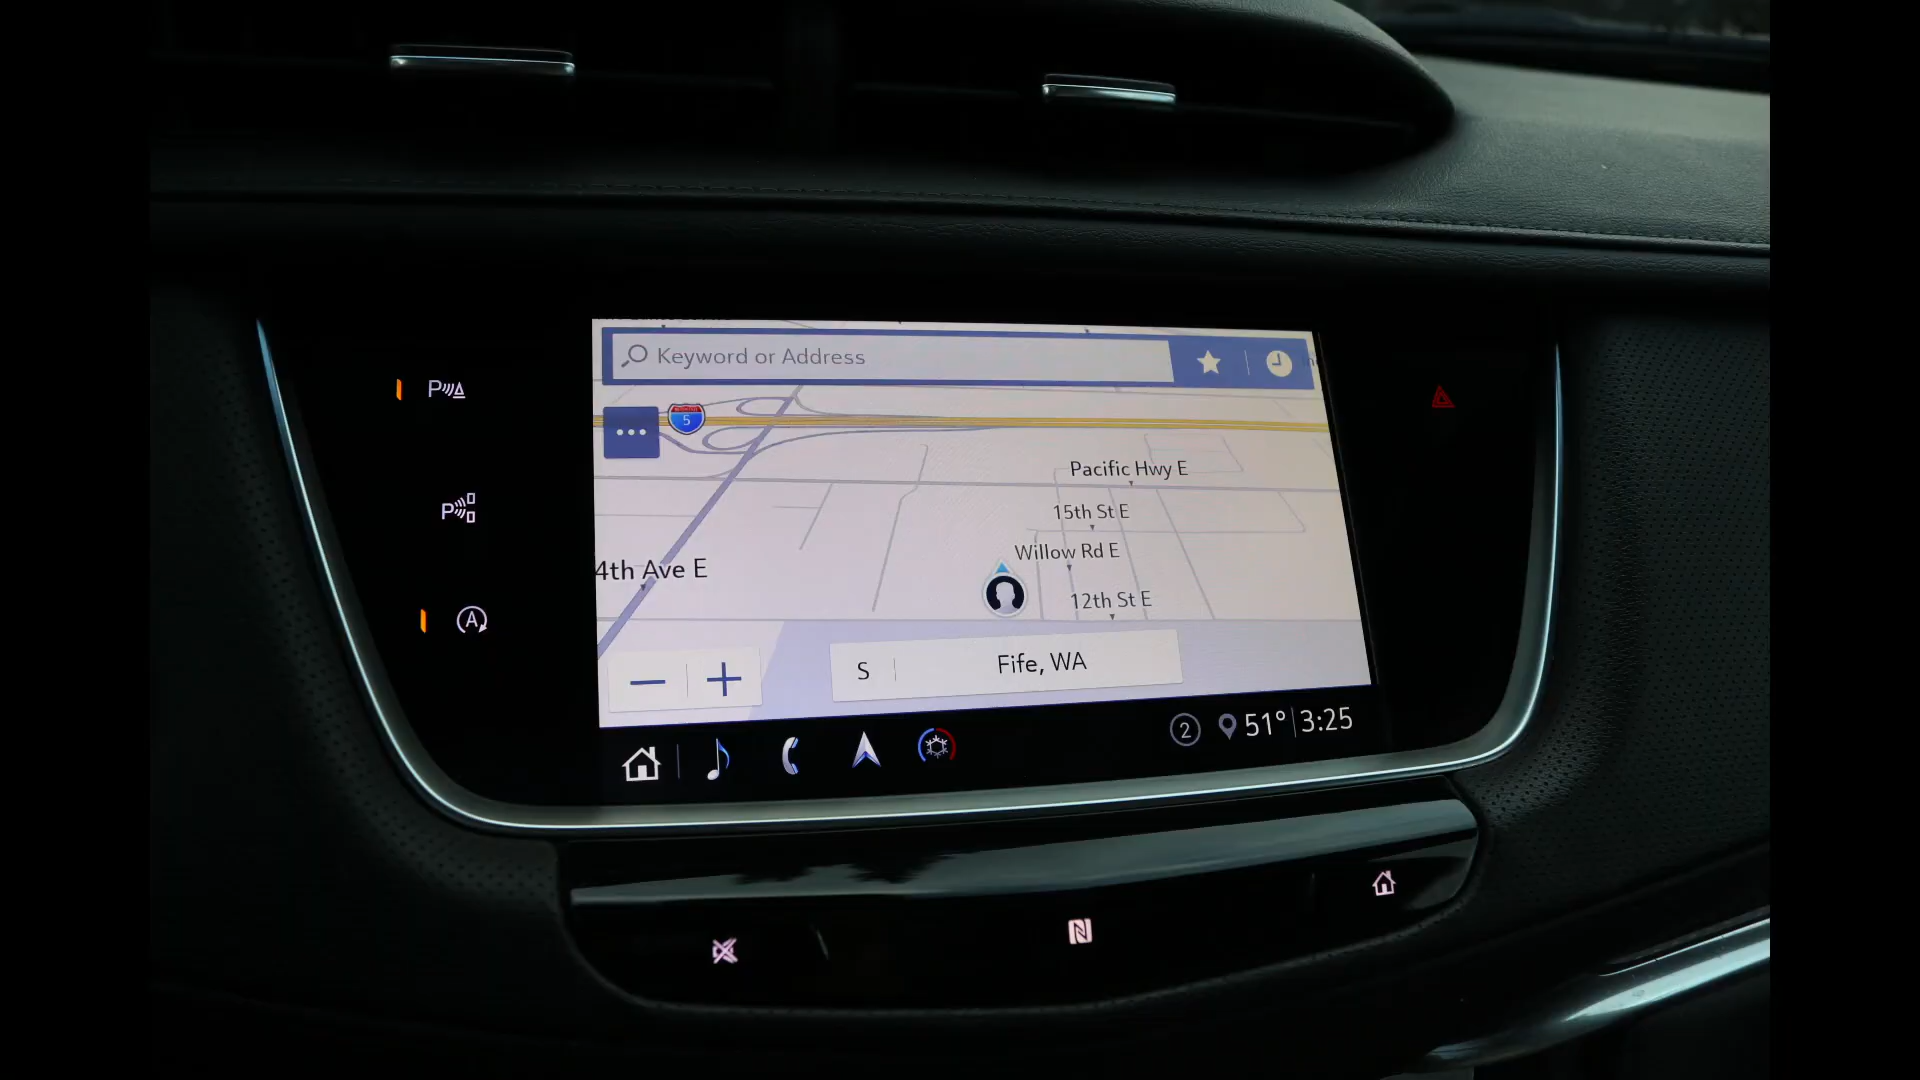 Keyword or Address
5
Pacific Hwy E
15th St E
Willow Rd E
4th Ave E
12th St E
S Fife, WA
2 51° 3:25
P
P
A
N